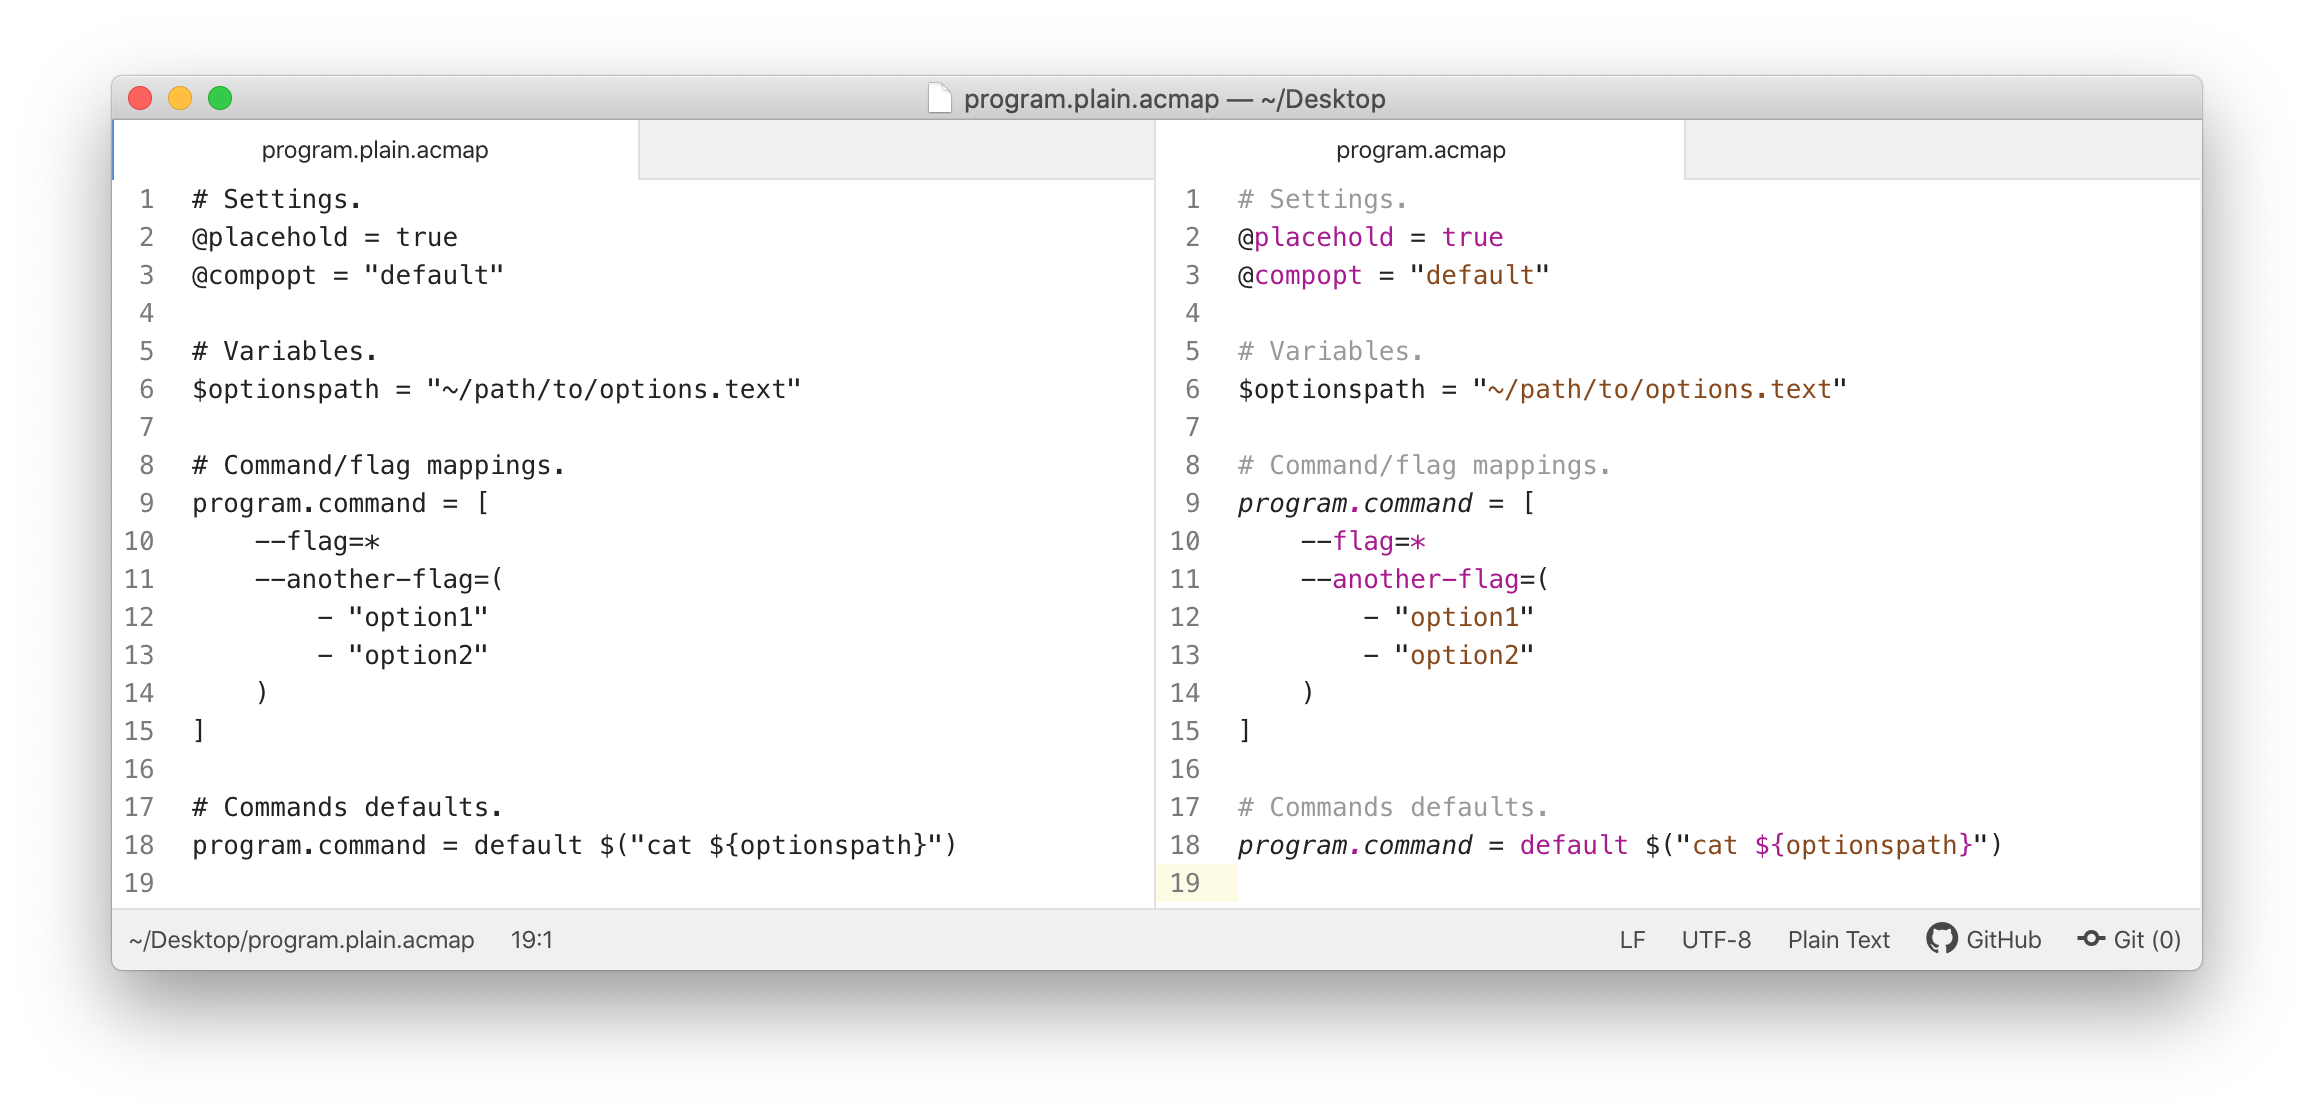 program.plain.acmap — ~/Desktop
program.plain.acmap
1 # Settings.
2 @placehold = true
3 @compopt = "default"
4
5 # Variables.
6 $optionspath = "~/path/to/options.text"
7
8 # Command/flag mappings.
9 program.command = [
10     --flag=*
11     --another-flag=(
12         - "option1"
13         - "option2"
14     )
15 ]
16
17 # Commands defaults.
18 program.command = default $("cat ${optionspath}")
19
program.acmap
1 # Settings.
2 @placehold = true
3 @compopt = "default"
4
5 # Variables.
6 $optionspath = "~/path/to/options.text"
7
8 # Command/flag mappings.
9 program.command = [
10     --flag=*
11     --another-flag=(
12         - "option1"
13         - "option2"
14     )
15 ]
16
17 # Commands defaults.
18 program.command = default $("cat ${optionspath}")
19
~/Desktop/program.plain.acmap 19:1 LF UTF-8 Plain Text GitHub Git (0)